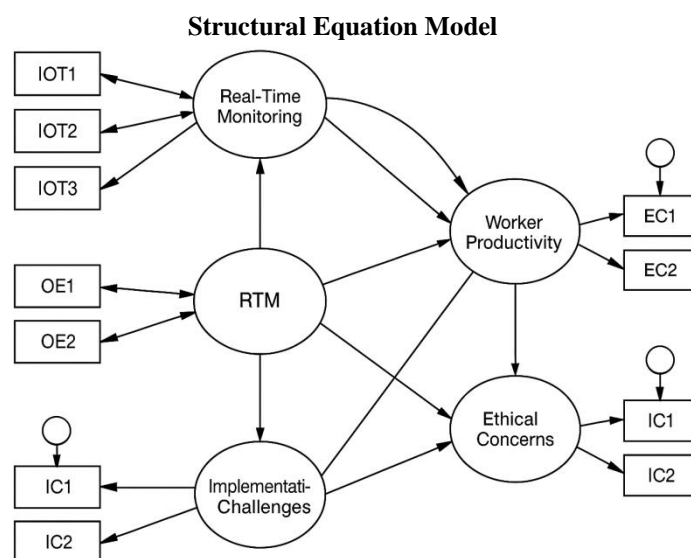 Structural Equation Model
IOT1
IOT2
IOT3
Real-Time
Monitoring
Worker
Productivity
EC1
EC2
OE1
OE2
RTM
Ethical
Concerns
IC1
IC2
IC1
IC2
Implementati-
Challenges